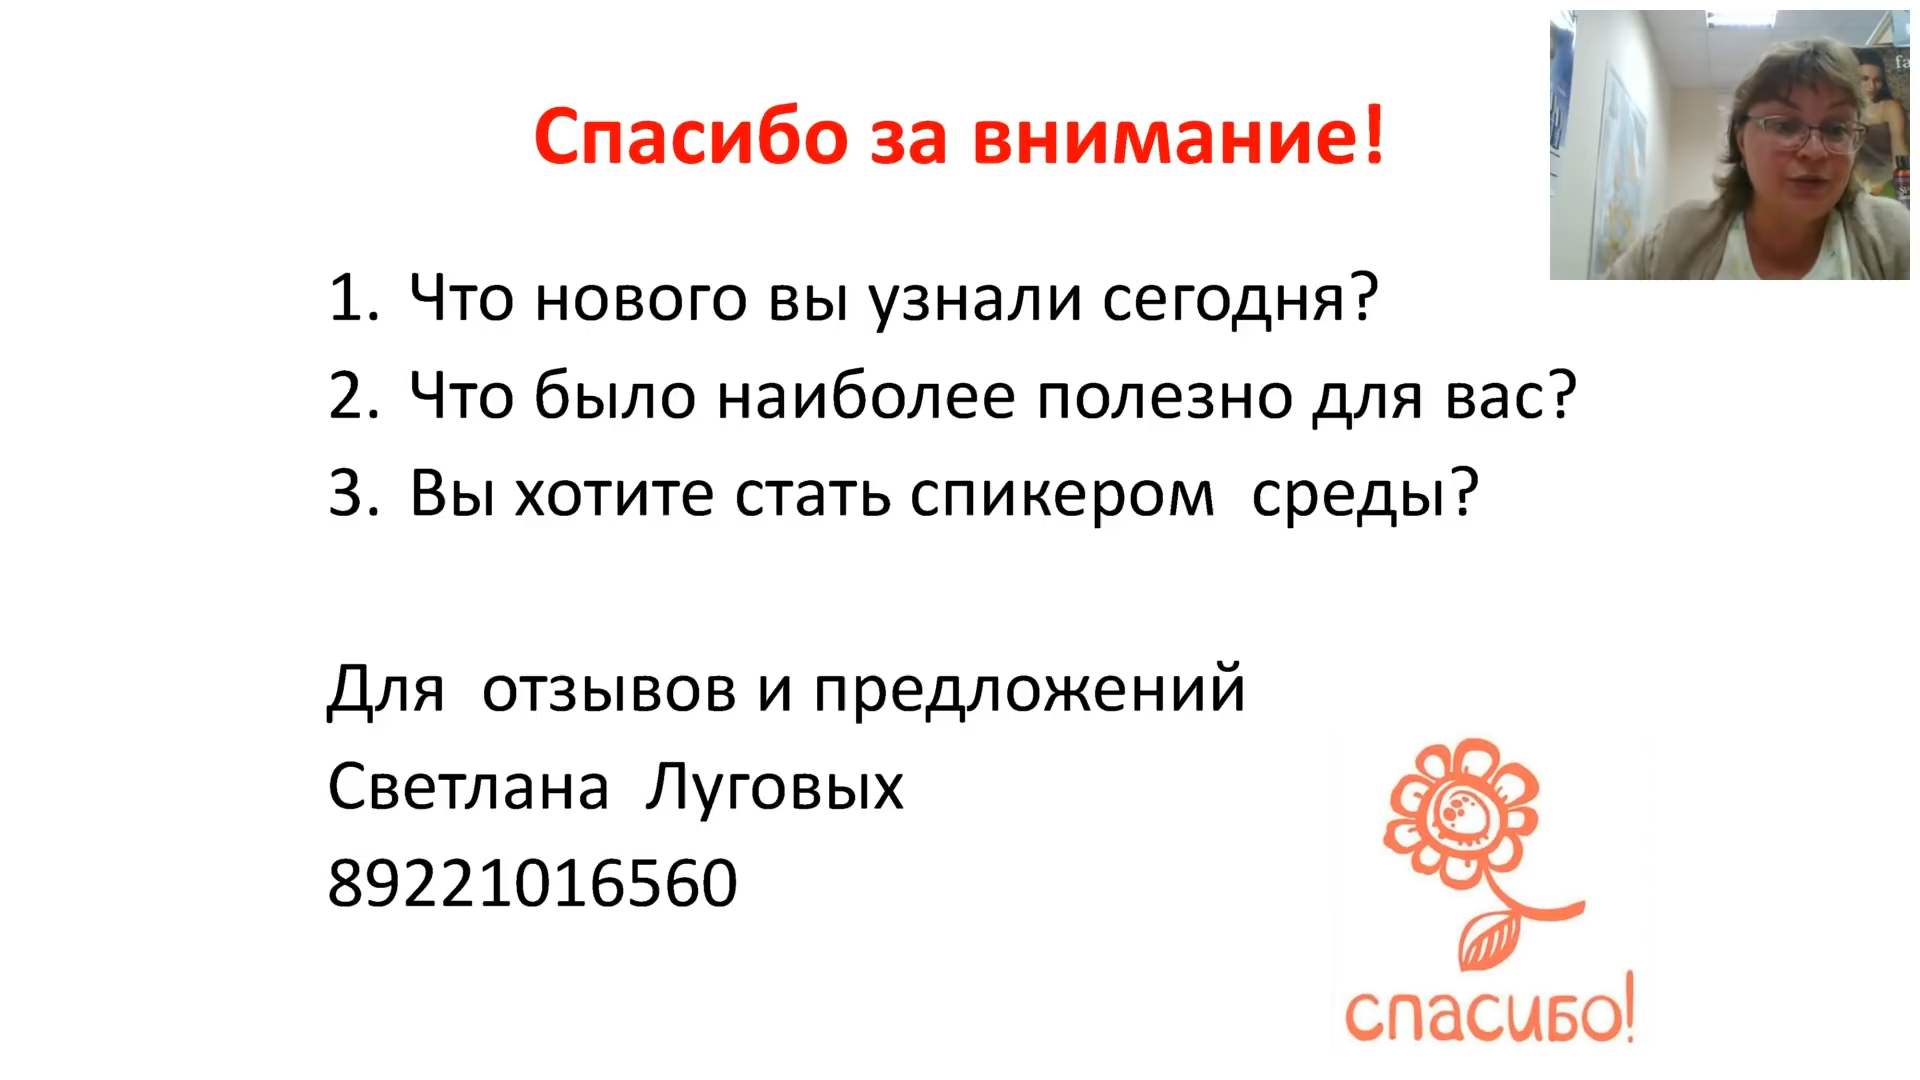 Спасибо за внимание!
1. Что нового вы узнали сегодня?
2. Что было наиболее полезно для вас?
3. Вы хотите стать спикером среды?
Для отзывов и предложений
Светлана Луговых
89221016560
спасибо!